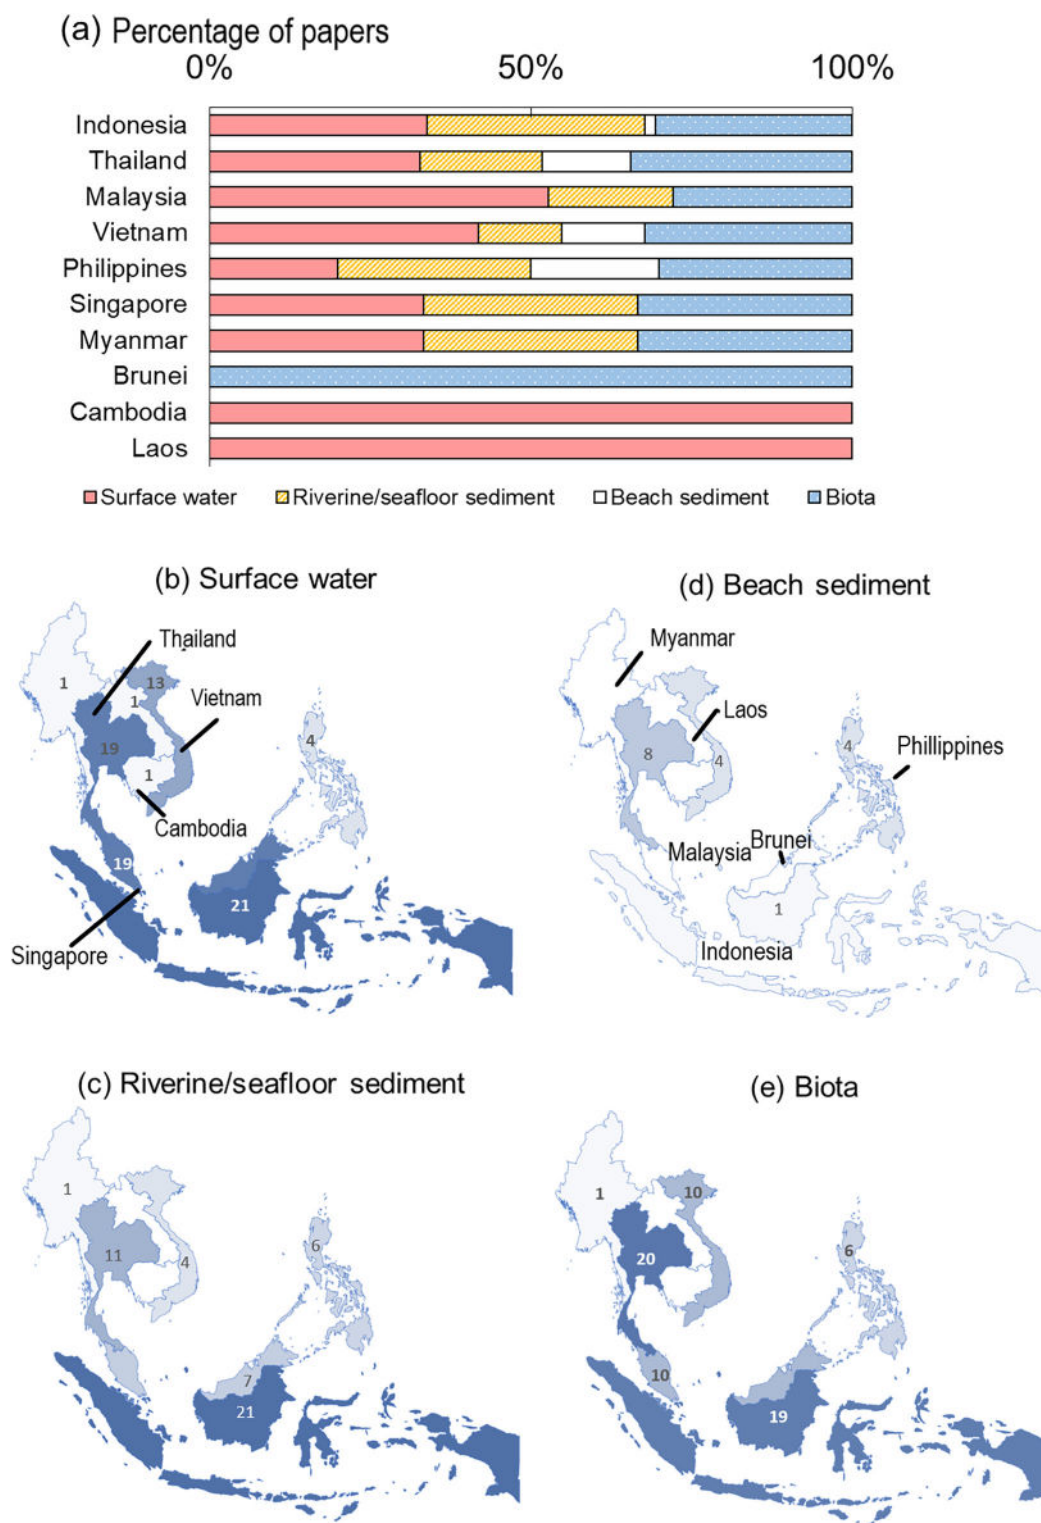 (a) Percentage of papers
0% 50% 100%
Indonesia
Thailand
Malaysia
Vietnam
Philippines
Singapore
Myanmar
Brunei
Cambodia
Laos
Surface water Riverine/seafloor sediment Beach sediment Biota
(b) Surface water
Thailand
1
13
1
Vietnam
19
4
1
Cambodia
19
21
Singapore
(d) Beach sediment
Myanmar
Laos
8
4
4
Phillippines
Malaysia
Brunei
1
Indonesia
(c) Riverine/seafloor sediment
1
11
4
6
7
21
(e) Biota
1
10
20
6
10
19